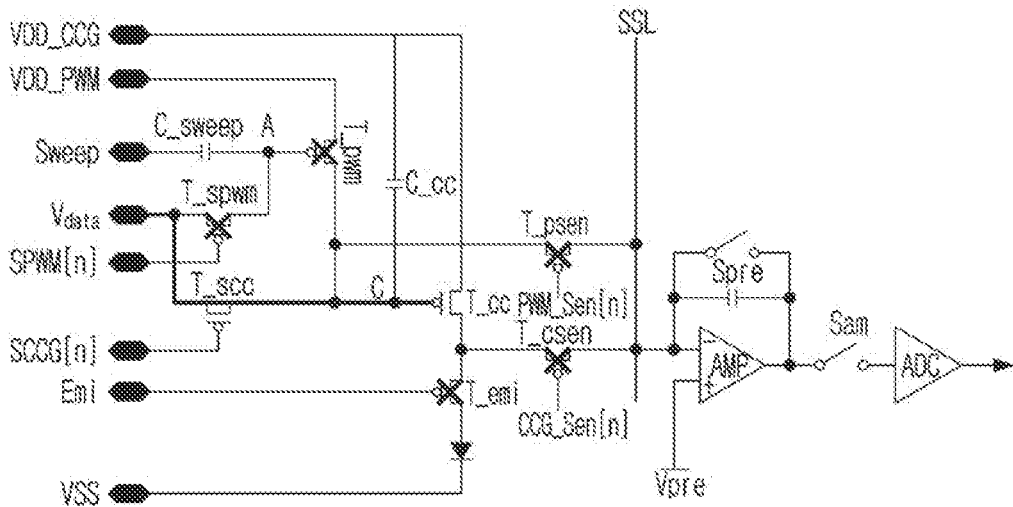 VDD_CCG
SSL
VDD_PWM
C_sweep A
T_PWM
Sweep
C_cc
T_spwm
Vdata
T_psen
SPWM[n]
Spre
T_scc
C
T_cc PWM_Sen[n]
Sam
T_csen
SCCG[n]
AMP
ADC
Emi
T_emi
CCG_Sen[n]
Vpre
VSS